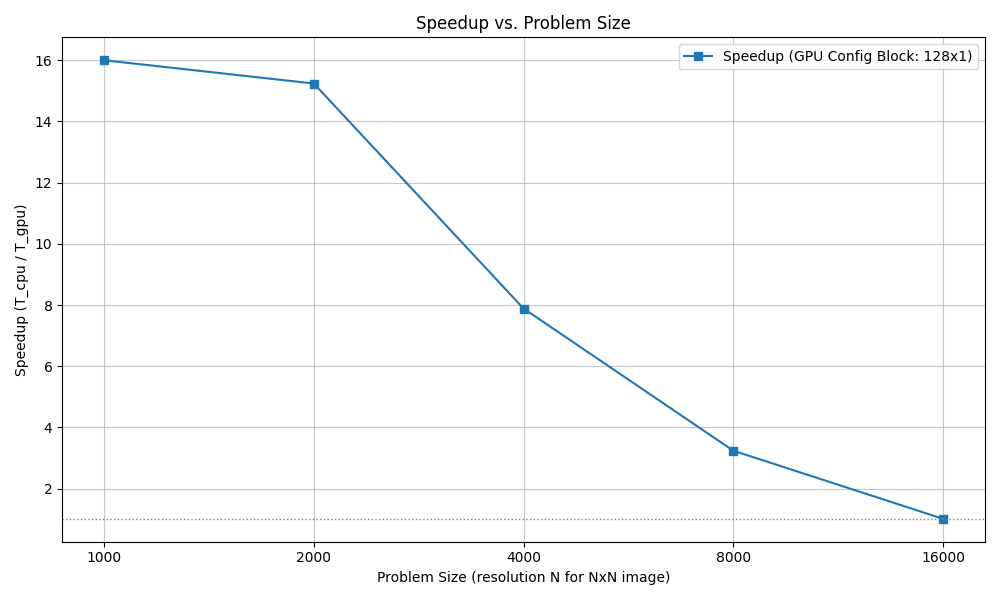 Speedup vs. Problem Size
Speedup (GPU Config Block: 128x1)
Speedup (T_cpu / T_gpu)
16
14
12
10
8
6
4
2
1000 2000 4000 8000 16000
Problem Size (resolution N for NxN image)